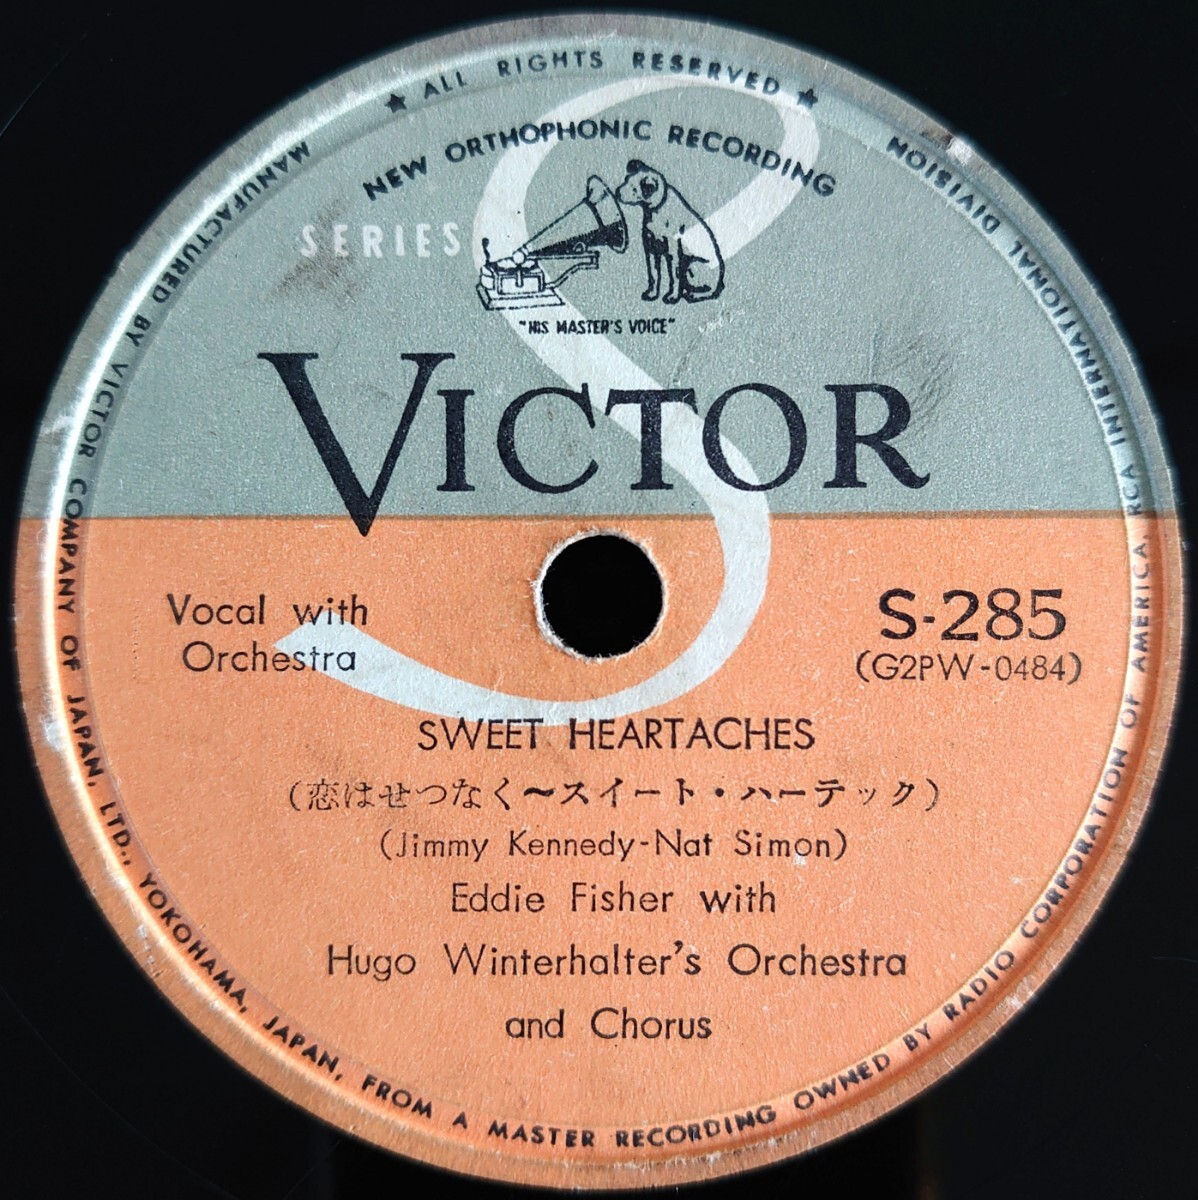 ★ ALL RIGHTS RESERVED ★
NEW ORTHOPHONIC RECORDING
SERIES S
"HIS MASTER'S VOICE"
VICTOR
Vocal with
Orchestra
S-285
(G2PW-0484)
SWEET HEARTACHES
(恋はせつなく〜スイート・ハーテック)
(Jimmy Kennedy-Nat Simon)
Eddie Fisher with
Hugo Winterhalter's Orchestra
and Chorus
MANUFACTURED BY VICTOR COMPANY OF JAPAN, LTD., YOKOHAMA, JAPAN, FROM A MASTER RECORDING OWNED BY RADIO CORPORATION OF AMERICA, RCA INTERNATIONAL DIVISION